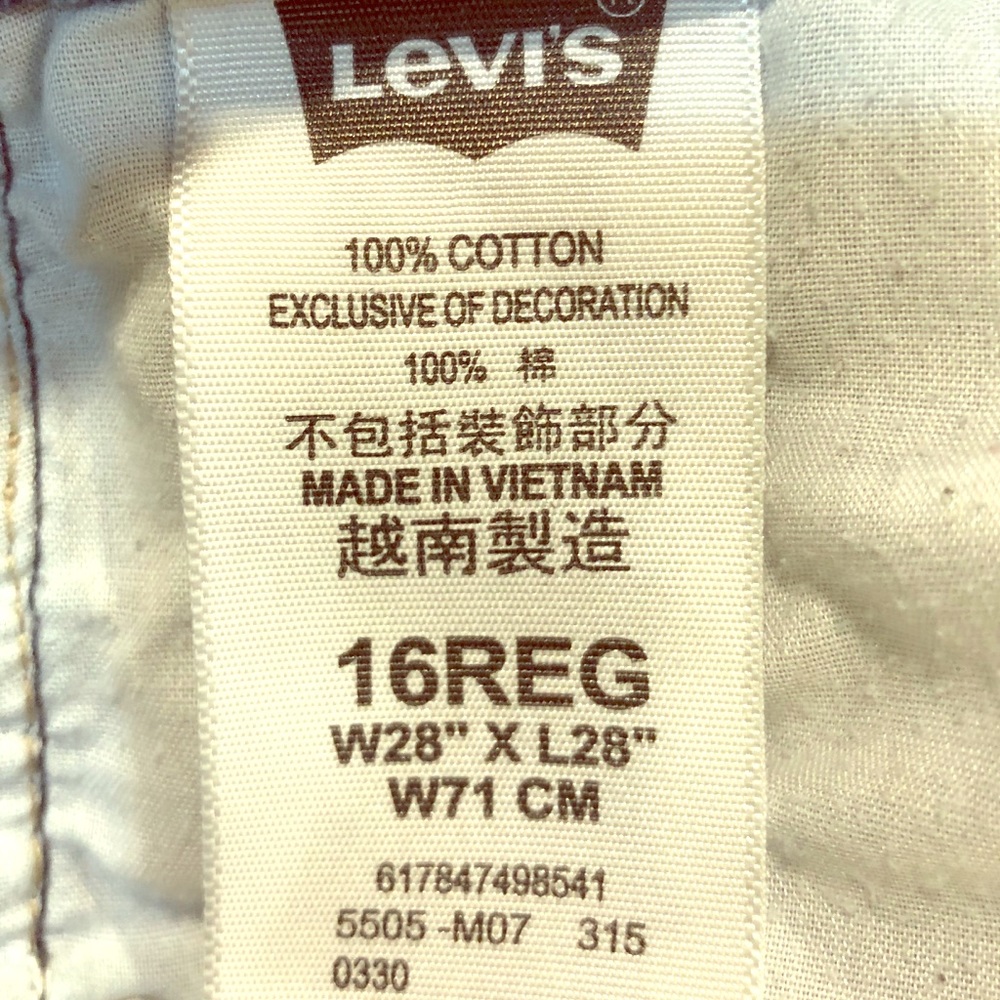 Levi's®
100% COTTON
EXCLUSIVE OF DECORATION
100% 棉
不包括裝飾部分
MADE IN VIETNAM
越南製造
16REG
W28" X L28"
W71 CM
617847498541
5505 -M07 315
0330